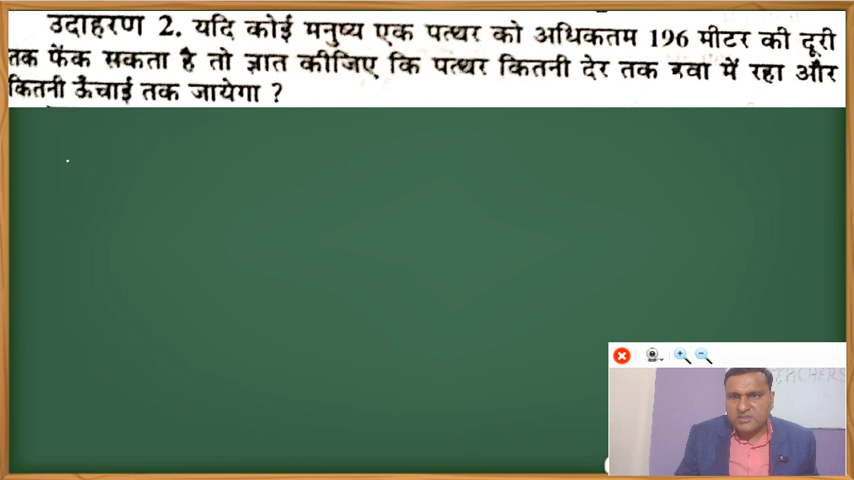 उदाहरण 2. यदि कोई मनुष्य एक पत्थर को अधिकतम 196 मीटर की दूरी
तक फेंक सकता है तो ज्ञात कीजिए कि पत्थर कितनी देर तक हवा में रहा और
कितनी ऊँचाई तक जायेगा ?